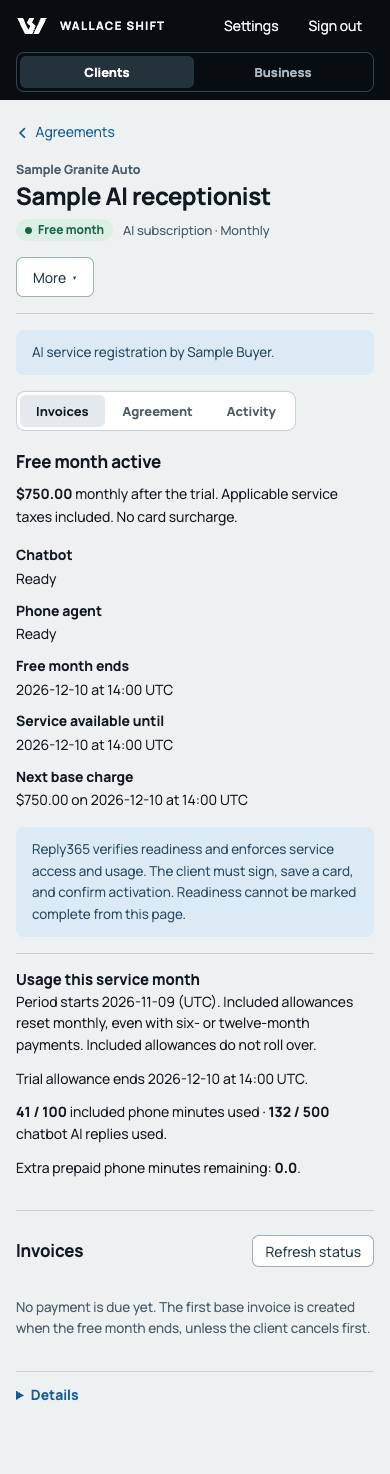 WALLACE SHIFT
Settings
Sign out
Clients
Business
Agreements
Sample Granite Auto
Sample AI receptionist
Free month
AI subscription · Monthly
More
AI service registration by Sample Buyer.
Invoices
Agreement
Activity
Free month active
$750.00 monthly after the trial. Applicable service
taxes included. No card surcharge.
Chatbot
Ready
Phone agent
Ready
Free month ends
2026-12-10 at 14:00 UTC
Service available until
2026-12-10 at 14:00 UTC
Next base charge
$750.00 on 2026-12-10 at 14:00 UTC
Reply365 verifies readiness and enforces service
access and usage. The client must sign, save a card,
and confirm activation. Readiness cannot be marked
complete from this page.
Usage this service month
Period starts 2026-11-09 (UTC). Included allowances
reset monthly, even with six- or twelve-month
payments. Included allowances do not roll over.
Trial allowance ends 2026-12-10 at 14:00 UTC.
41 / 100 included phone minutes used · 132 / 500
chatbot AI replies used.
Extra prepaid phone minutes remaining: 0.0.
Invoices
Refresh status
No payment is due yet. The first base invoice is created
when the free month ends, unless the client cancels first.
Details